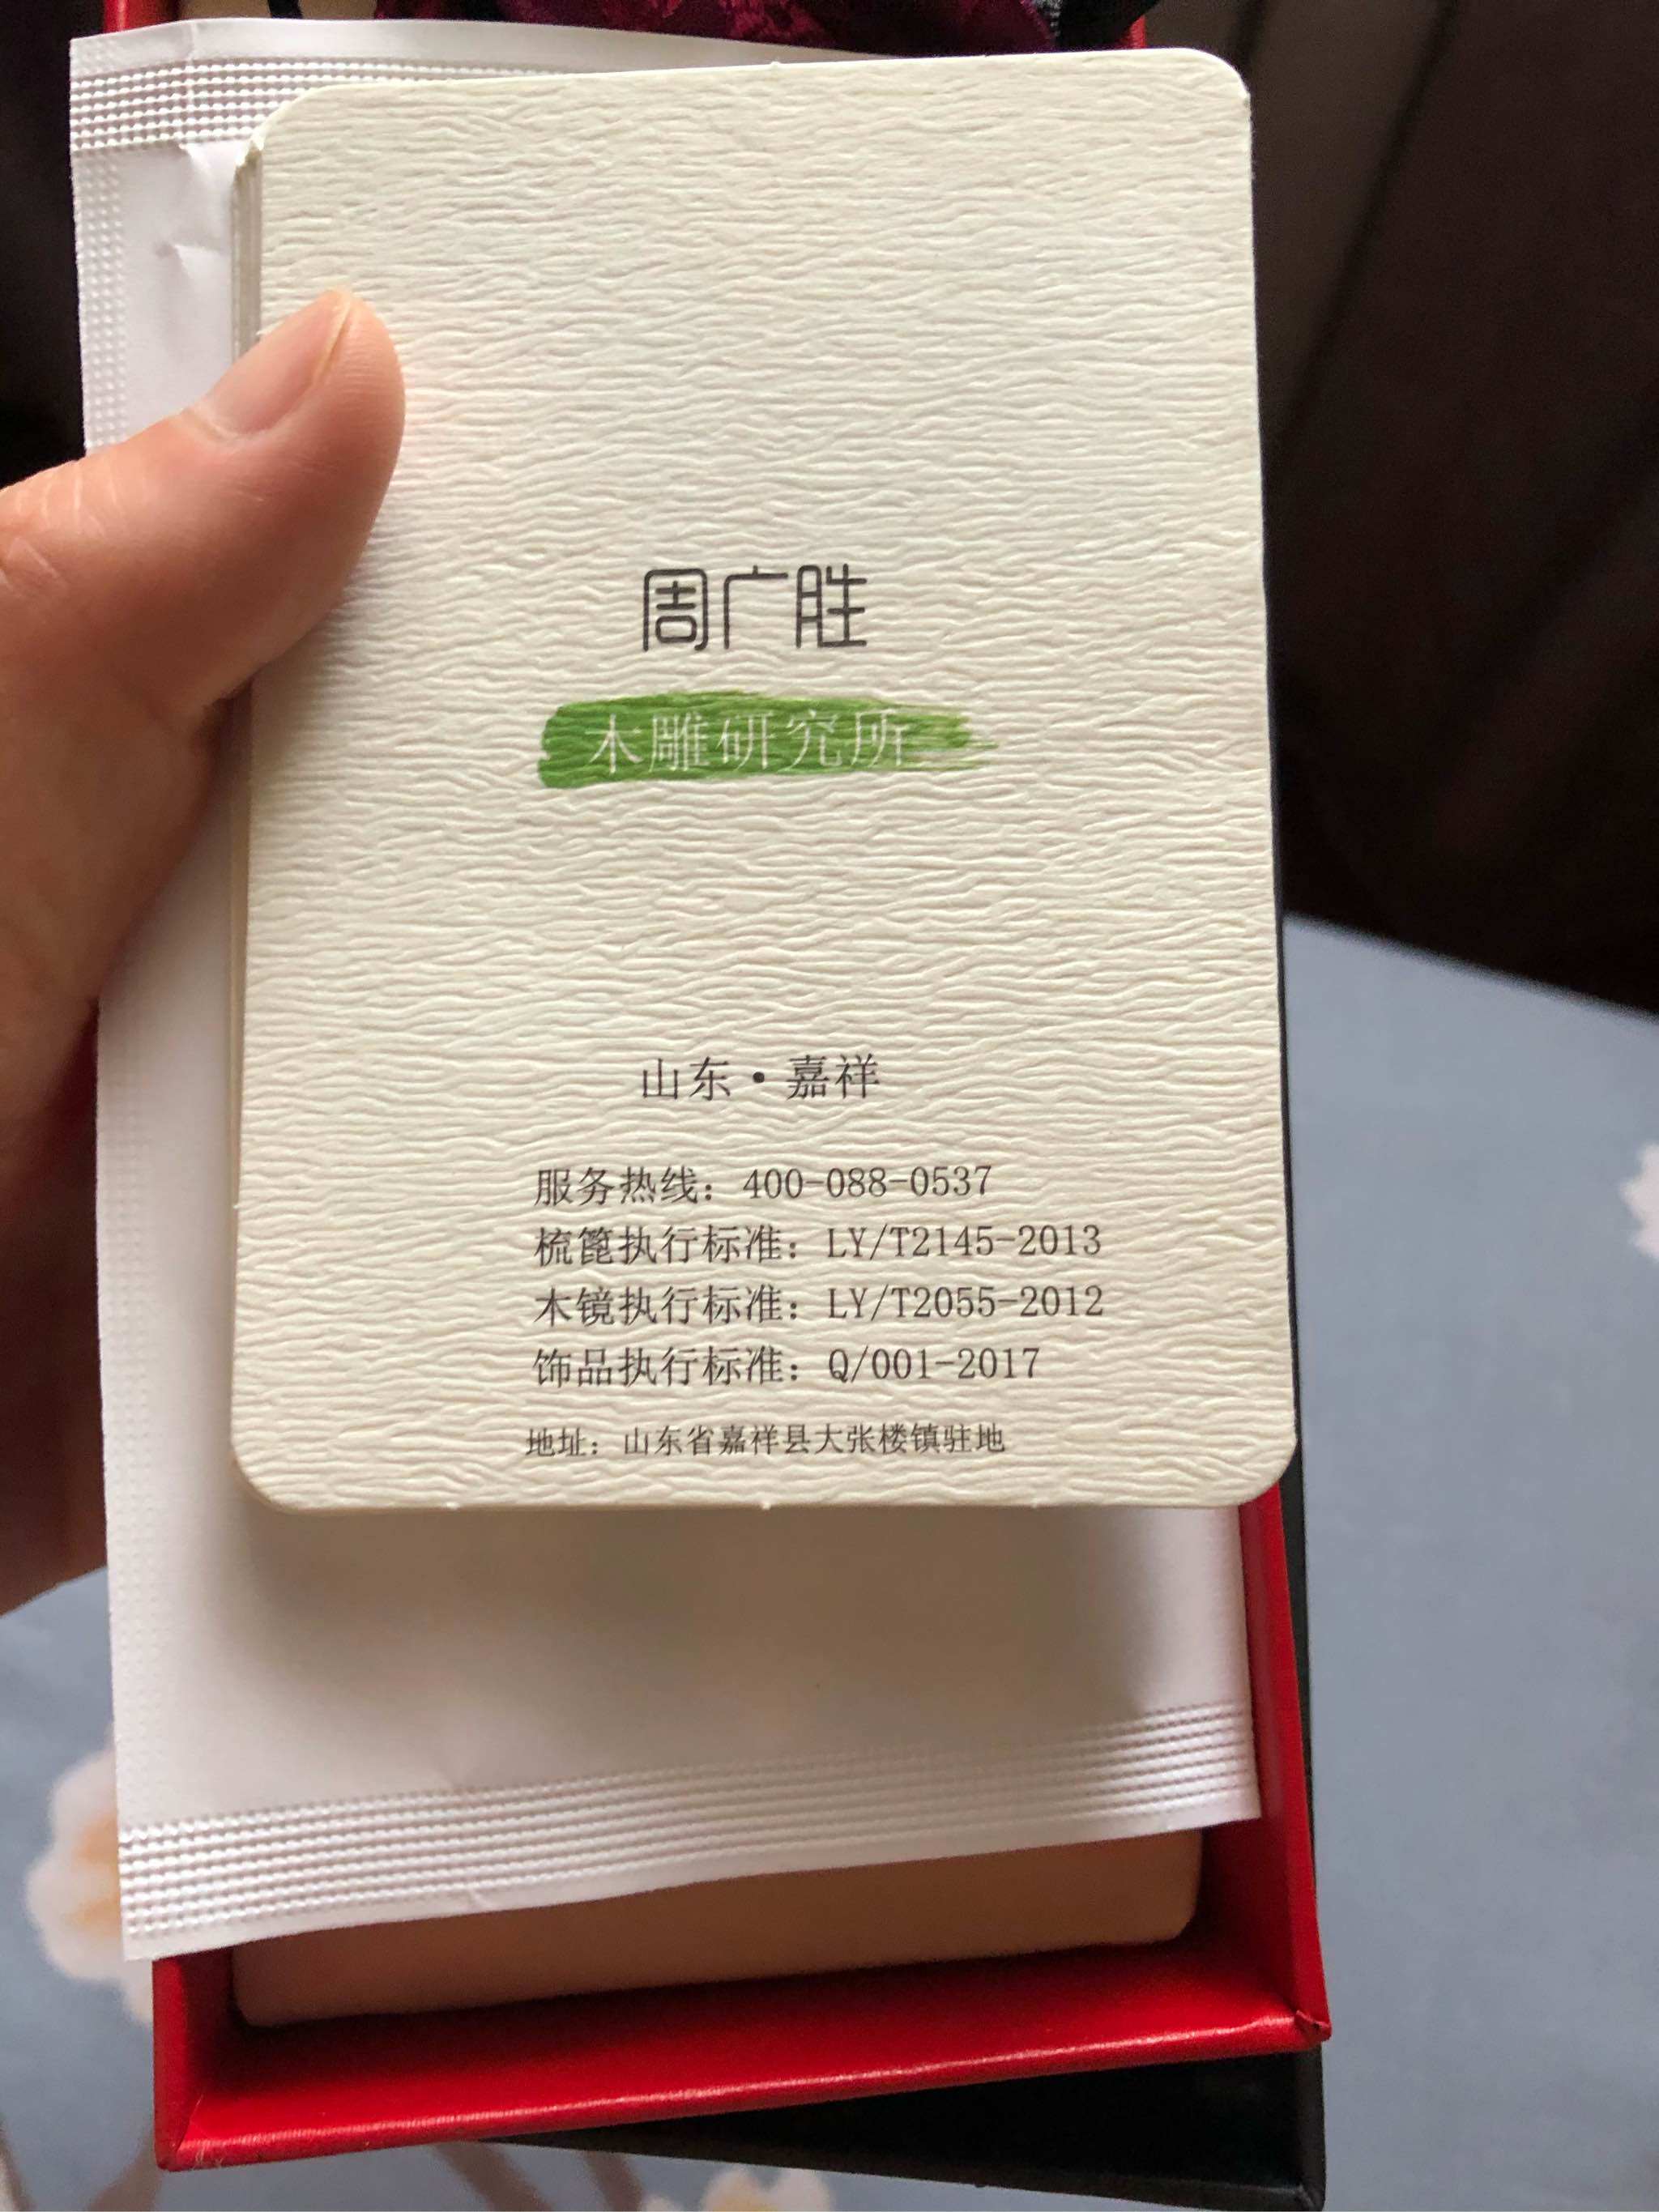 周广胜
木雕研究所
山东·嘉祥
服务热线：400-088-0537
梳篦执行标准：LY/T2145-2013
木镜执行标准：LY/T2055-2012
饰品执行标准：Q/001-2017
地址：山东省嘉祥县大张楼镇驻地